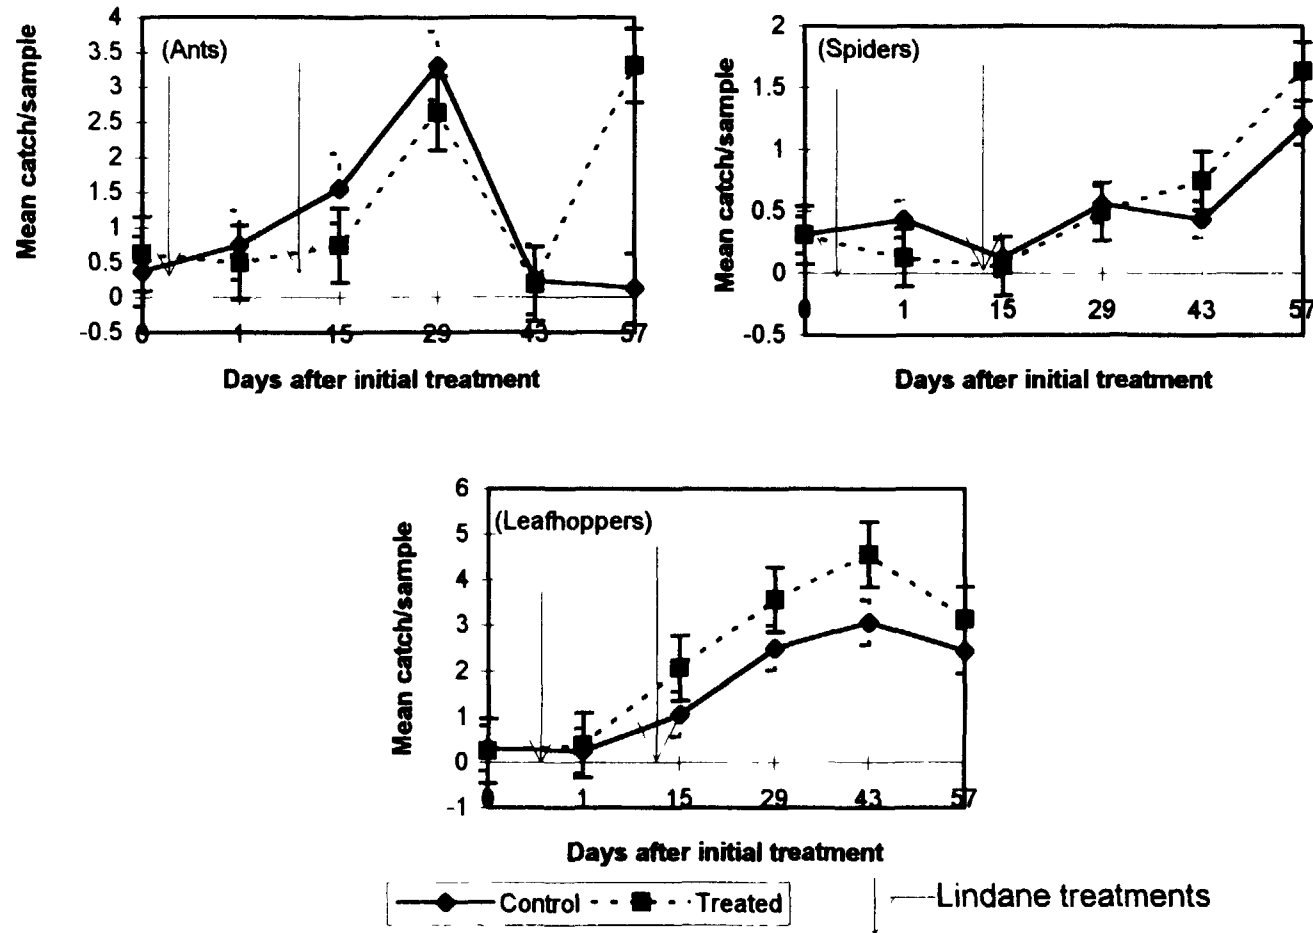 (Ants)
Mean catch/sample
4
3.5
3
2.5
2
1.5
1
0.5
0
-0.5
0 1 15 29 43 57
Days after initial treatment
(Spiders)
Mean catch/sample
2
1.5
1
0.5
0
-0.5
0 1 15 29 43 57
Days after initial treatment
(Leafhoppers)
Mean catch/sample
6
5
4
3
2
1
0
-1
0 1 15 29 43 57
Days after initial treatment
Control Treated
Lindane treatments